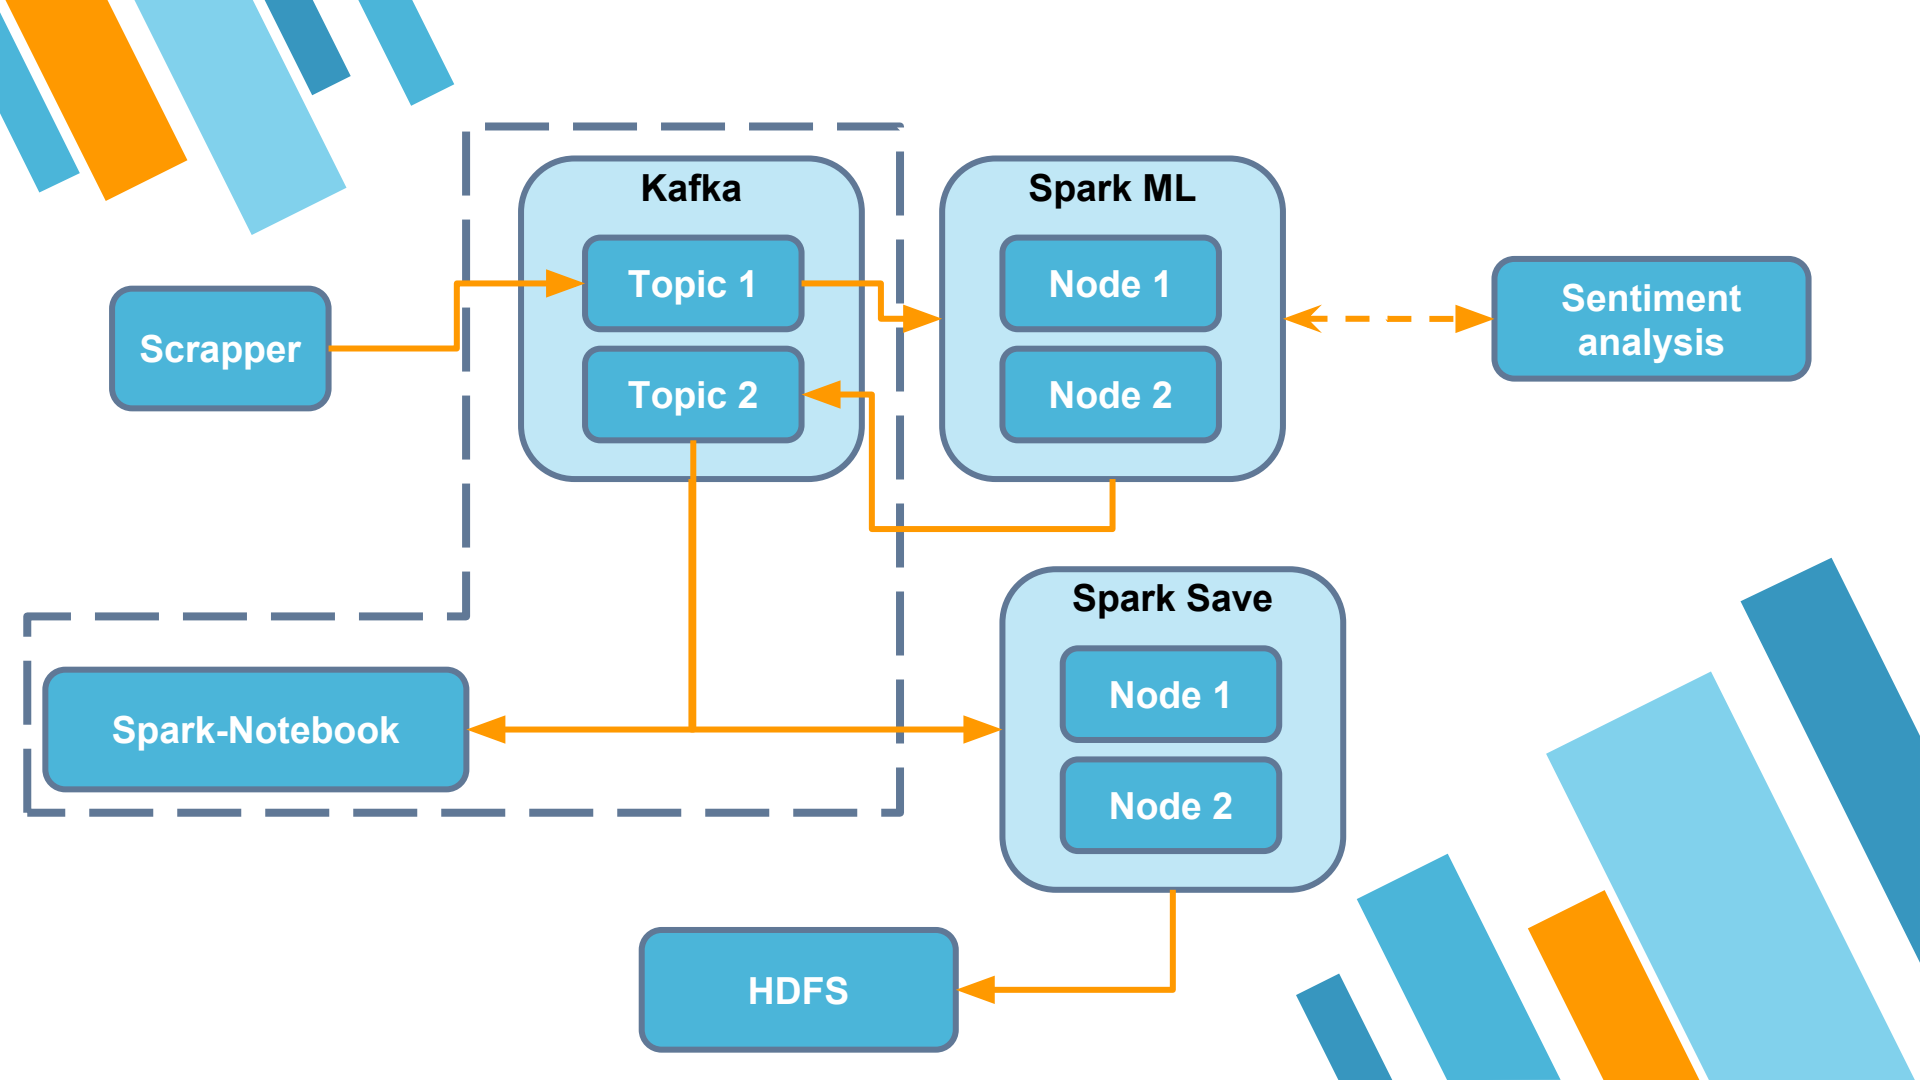 Kafka
Topic 1
Topic 2
Spark ML
Node 1
Node 2
Scrapper
Sentiment
analysis
Spark-Notebook
Spark Save
Node 1
Node 2
HDFS